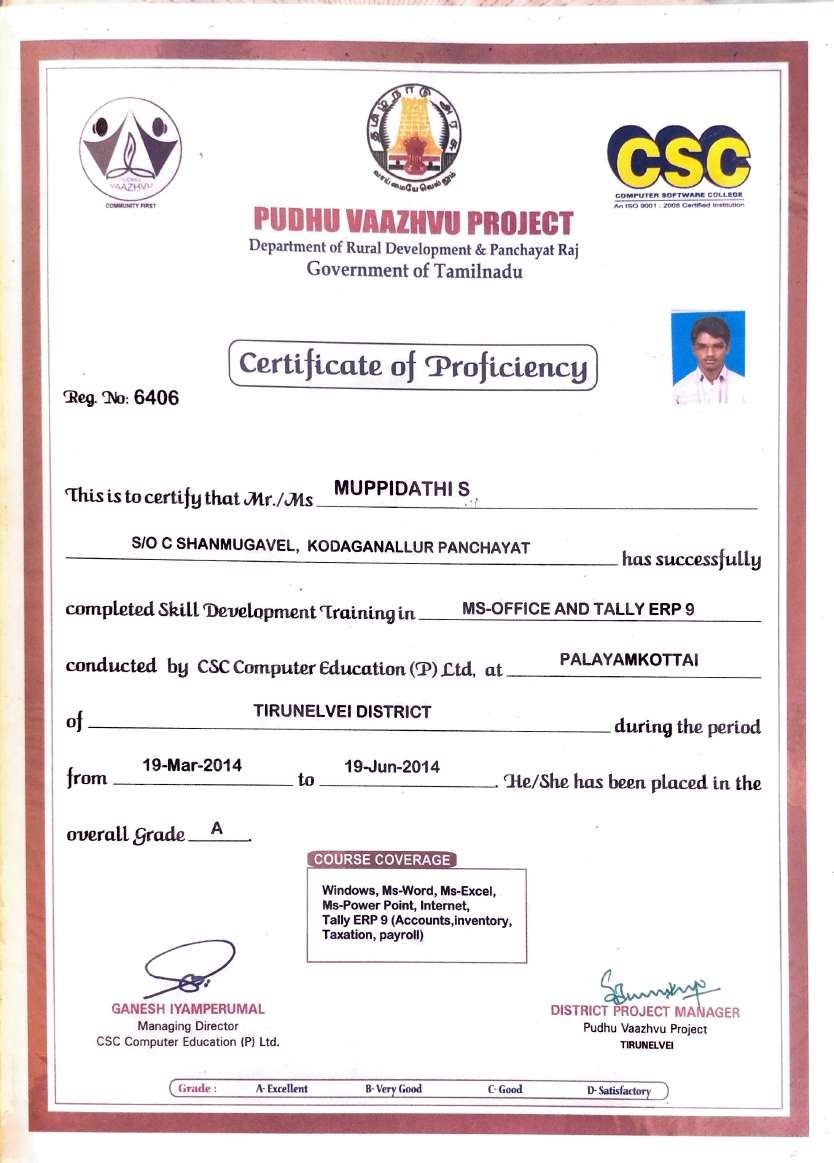 தமிழ்நாடு அரசு
வாய்மையே வெல்லும்
VAAZHVU
COMMUNITY FIRST
CSC
COMPUTER SOFTWARE COLLEGE
An ISO 9001 : 2008 Certified Institution
PUDHU VAAZHVU PROJECT
Department of Rural Development & Panchayat Raj
Government of Tamilnadu
Certificate of Proficiency
Reg. No: 6406
This is to certify that Mr./Ms MUPPIDATHI S
S/O C SHANMUGAVEL, KODAGANALLUR PANCHAYAT has successfully
completed Skill Development Training in MS-OFFICE AND TALLY ERP 9
conducted by CSC Computer Education (P) Ltd, at PALAYAMKOTTAI
of TIRUNELVEI DISTRICT during the period
from 19-Mar-2014 to 19-Jun-2014. He/She has been placed in the
overall Grade A.
COURSE COVERAGE
Windows, Ms-Word, Ms-Excel,
Ms-Power Point, Internet,
Tally ERP 9 (Accounts,inventory,
Taxation, payroll)
GANESH IYAMPERUMAL
Managing Director
CSC Computer Education (P) Ltd.
DISTRICT PROJECT MANAGER
Pudhu Vaazhvu Project
TIRUNELVEI
Grade : A- Excellent B- Very Good C- Good D- Satisfactory